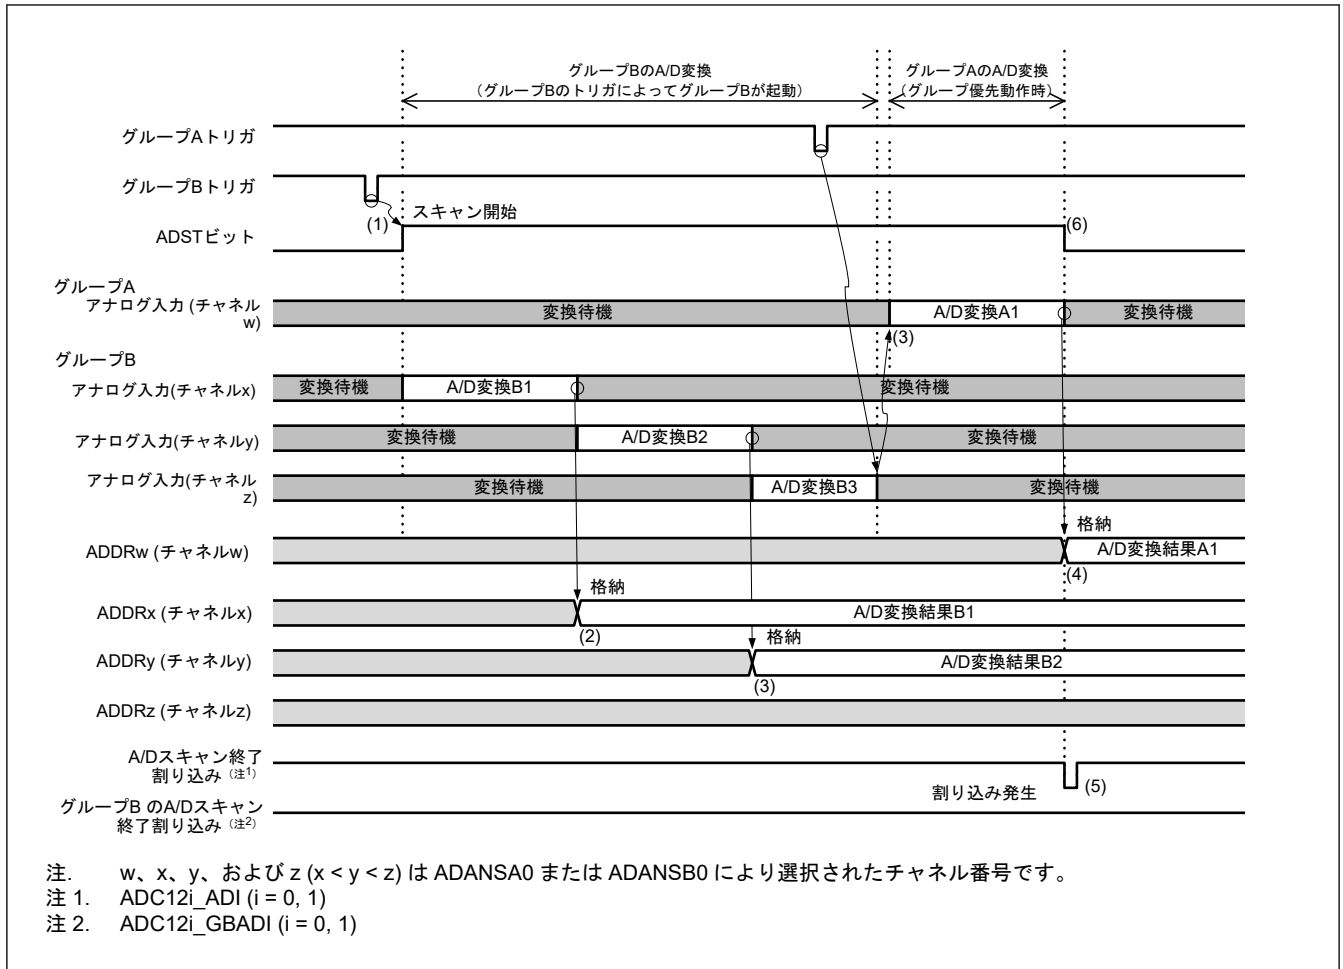 グループBのA/D変換
（グループBのトリガによってグループBが起動）
グループAのA/D変換
（グループ優先動作時）
グループAトリガ
グループBトリガ
(1)
スキャン開始
(6)
ADSTビット
グループA
アナログ入力 (チャネル
w)
変換待機
A/D変換A1
変換待機
(3)
グループB
アナログ入力(チャネルx)
変換待機
A/D変換B1
変換待機
アナログ入力(チャネルy)
変換待機
A/D変換B2
変換待機
アナログ入力(チャネル
z)
変換待機
A/D変換B3
変換待機
格納
ADDRw (チャネルw)
A/D変換結果A1
(4)
格納
ADDRx (チャネルx)
A/D変換結果B1
(2)
格納
ADDRy (チャネルy)
A/D変換結果B2
(3)
ADDRz (チャネルz)
A/Dスキャン終了
割り込み（注1）
割り込み発生
(5)
グループB のA/Dスキャン
終了割り込み（注2）
注. w、x、y、および z (x < y < z) は ADANSA0 または ADANSB0 により選択されたチャネル番号です。
注 1. ADC12i_ADI (i = 0, 1)
注 2. ADC12i_GBADI (i = 0, 1)